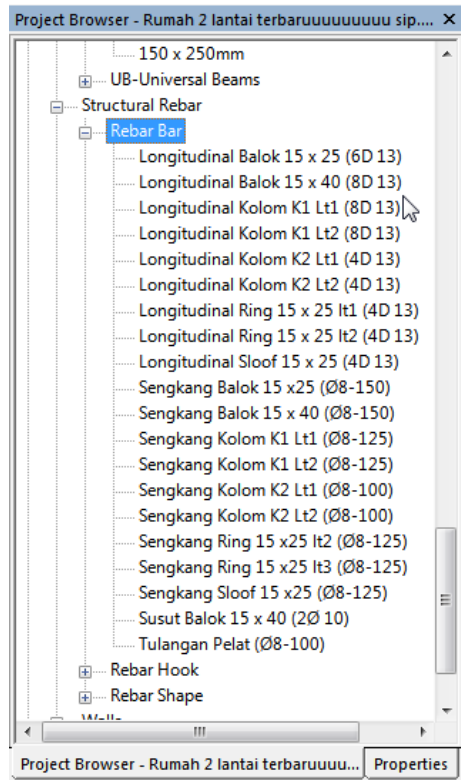 Project Browser - Rumah 2 lantai terbaruuuuuuuuu sip....
150 x 250mm
UB-Universal Beams
Structural Rebar
Rebar Bar
Longitudinal Balok 15 x 25 (6D 13)
Longitudinal Balok 15 x 40 (8D 13)
Longitudinal Kolom K1 Lt1 (8D 13)
Longitudinal Kolom K1 Lt2 (8D 13)
Longitudinal Kolom K2 Lt1 (4D 13)
Longitudinal Kolom K2 Lt2 (4D 13)
Longitudinal Ring 15 x 25 lt1 (4D 13)
Longitudinal Ring 15 x 25 lt2 (4D 13)
Longitudinal Sloof 15 x 25 (4D 13)
Sengkang Balok 15 x25 (Ø8-150)
Sengkang Balok 15 x 40 (Ø8-150)
Sengkang Kolom K1 Lt1 (Ø8-125)
Sengkang Kolom K1 Lt2 (Ø8-125)
Sengkang Kolom K2 Lt1 (Ø8-100)
Sengkang Kolom K2 Lt2 (Ø8-100)
Sengkang Ring 15 x25 lt2 (Ø8-125)
Sengkang Ring 15 x25 lt3 (Ø8-125)
Sengkang Sloof 15 x25 (Ø8-125)
Susut Balok 15 x 40 (2Ø 10)
Tulangan Pelat (Ø8-100)
Rebar Hook
Rebar Shape
Walls
Project Browser - Rumah 2 lantai terbaruuuu... Properties